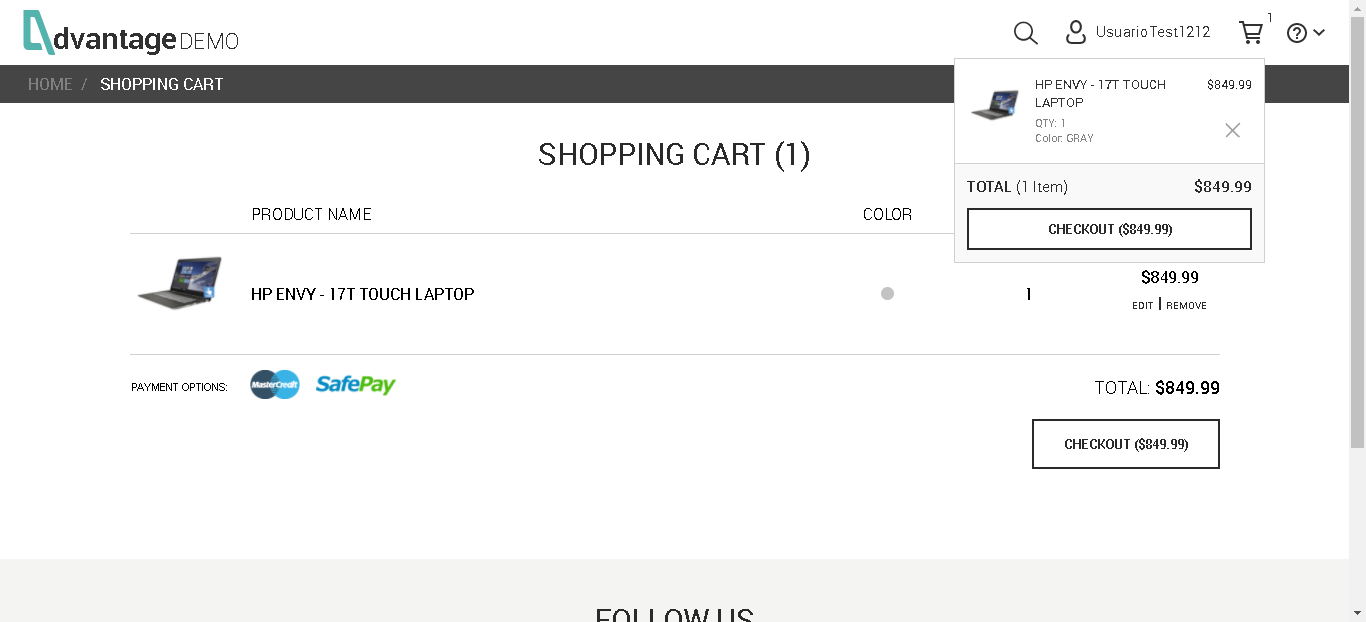 dvantage DEMO
UsuarioTest1212
1
HOME / SHOPPING CART
HP ENVY - 17T TOUCH LAPTOP
$849.99
QTY: 1
Color: GRAY
TOTAL (1 Item) $849.99
CHECKOUT ($849.99)
SHOPPING CART (1)
PRODUCT NAME COLOR
HP ENVY - 17T TOUCH LAPTOP 1 $849.99
EDIT | REMOVE
PAYMENT OPTIONS: MasterCredit SafePay TOTAL: $849.99
CHECKOUT ($849.99)
FOLLOW US